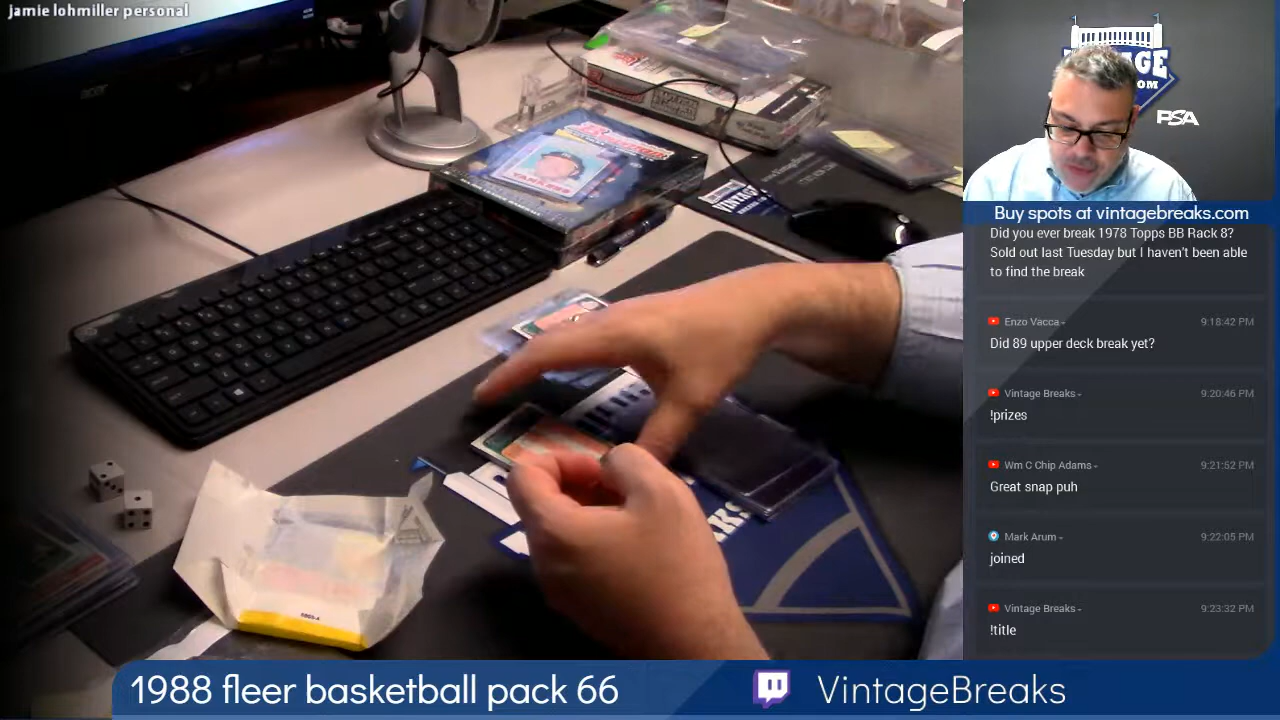 jamie lohmiller personal
acer
YANKEES
PSA
Buy spots at vintagebreaks.com
Did you ever break 1978 Topps BB Rack 8?
Sold out last Tuesday but I haven't been able
to find the break
Enzo Vacca
9:18:42 PM
Did 89 upper deck break yet?
Vintage Breaks
9:20:46 PM
!prizes
Wm C Chip Adams
9:21:52 PM
Great snap puh
Mark Arum
9:22:05 PM
joined
Vintage Breaks
9:23:32 PM
!title
1988 fleer basketball pack 66
VintageBreaks